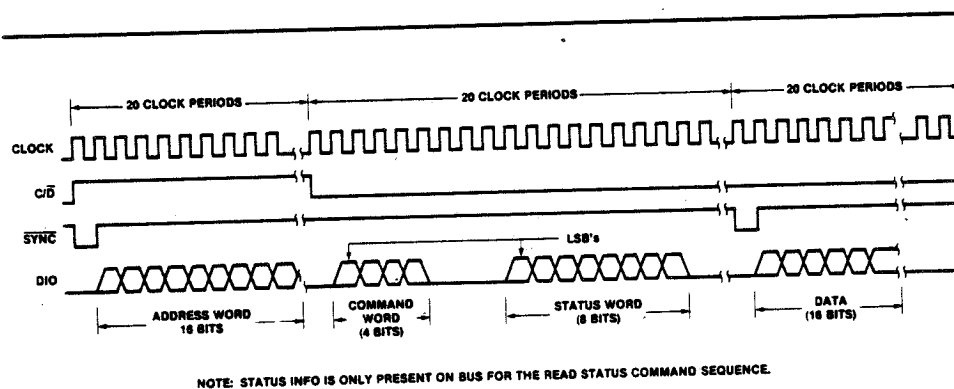 20 CLOCK PERIODS
20 CLOCK PERIODS
20 CLOCK PERIODS
CLOCK
C/D̅
S̅Y̅N̅C̅
LSB's
DIO
ADDRESS WORD
16 BITS
COMMAND
WORD
(4 BITS)
STATUS WORD
(8 BITS)
DATA
(16 BITS)
NOTE: STATUS INFO IS ONLY PRESENT ON BUS FOR THE READ STATUS COMMAND SEQUENCE.